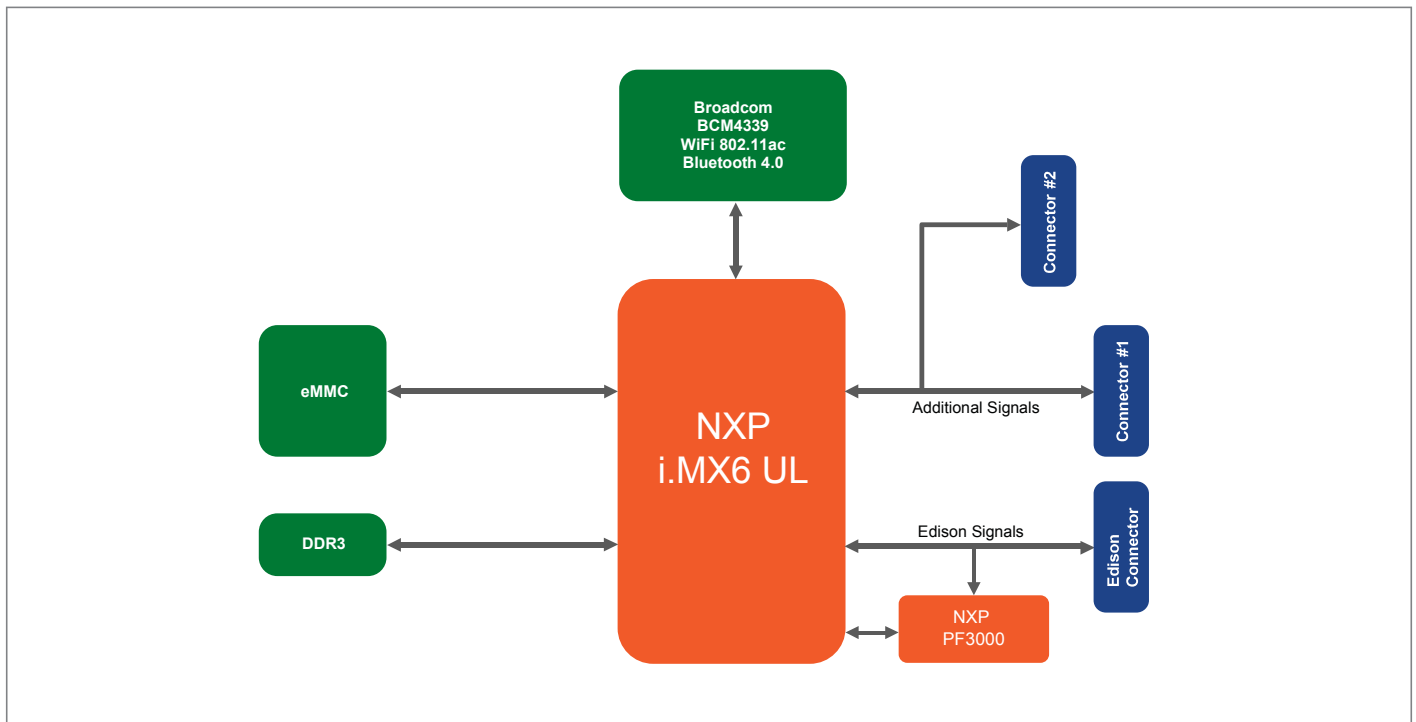 Broadcom
BCM4339
WiFi 802.11ac
Bluetooth 4.0
Connector #2
eMMC
NXP
i.MX6 UL
Additional Signals
Connector #1
DDR3
Edison Signals
Edison
Connector
NXP
PF3000